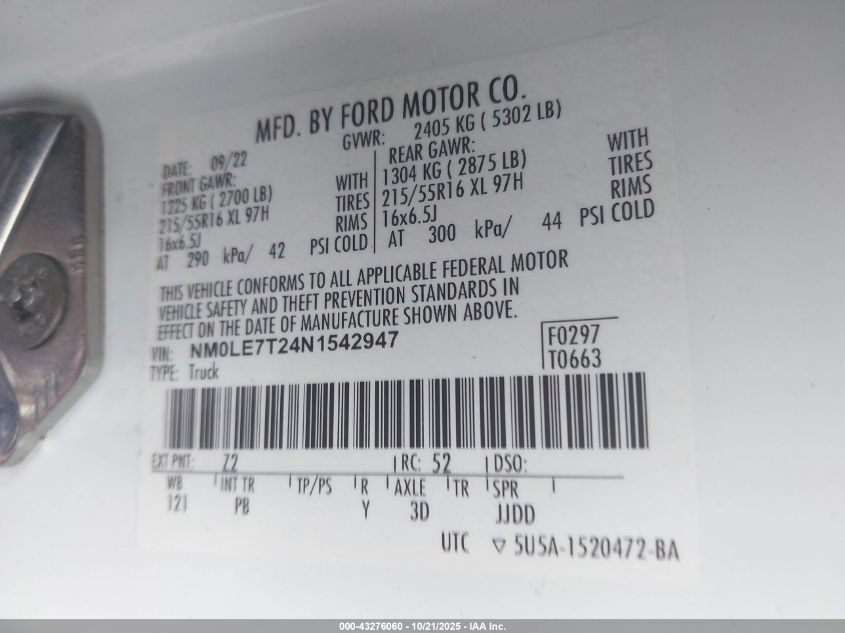 MFD. BY FORD MOTOR CO.
DATE: 09/22 GVWR: 2405 KG ( 5302 LB)
FRONT GAWR: REAR GAWR:
1225 KG ( 2700 LB) WITH 1304 KG ( 2875 LB) WITH
215/55R16 XL 97H TIRES 215/55R16 XL 97H TIRES
16x6.5J RIMS 16x6.5J RIMS
AT 290 kPa/ 42 PSI COLD AT 300 kPa/ 44 PSI COLD
THIS VEHICLE CONFORMS TO ALL APPLICABLE FEDERAL MOTOR
VEHICLE SAFETY AND THEFT PREVENTION STANDARDS IN
EFFECT ON THE DATE OF MANUFACTURE SHOWN ABOVE.
VIN: NM0LE7T24N1542947 F0297
TYPE: Truck T0663
EXT PNT: Z2 RC: 52 DSO:
WB INT TR TP/PS R AXLE TR SPR
121 PB Y 3D JJDD
UTC ▽ 5U5A-1520472-BA
000-43276060 - 10/21/2025 - IAA Inc.